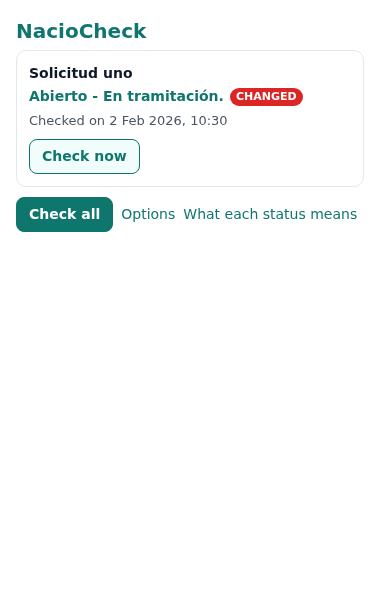 NacioCheck
Solicitud uno
Abierto - En tramitación. CHANGED
Checked on 2 Feb 2026, 10:30
Check now
Check all Options What each status means